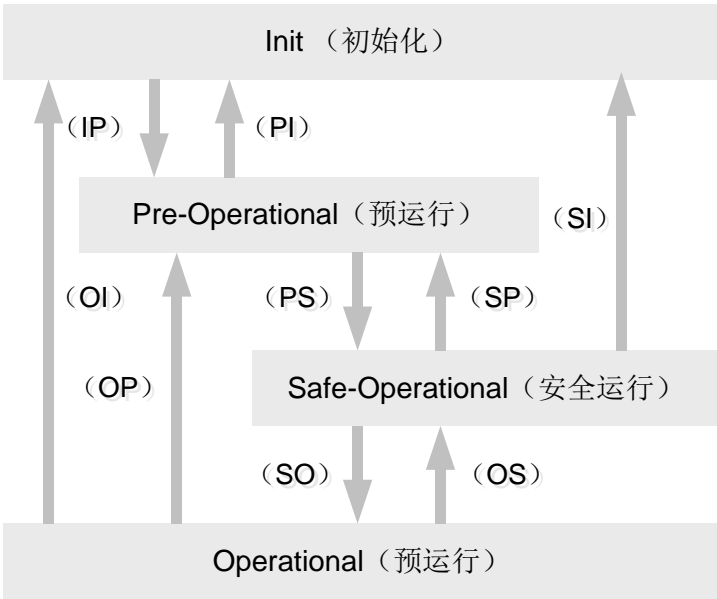 Init （初始化）
（IP） （PI）
Pre-Operational（预运行）
（SI）
（OI） （PS） （SP）
（OP）
Safe-Operational（安全运行）
（SO） （OS）
Operational（预运行）